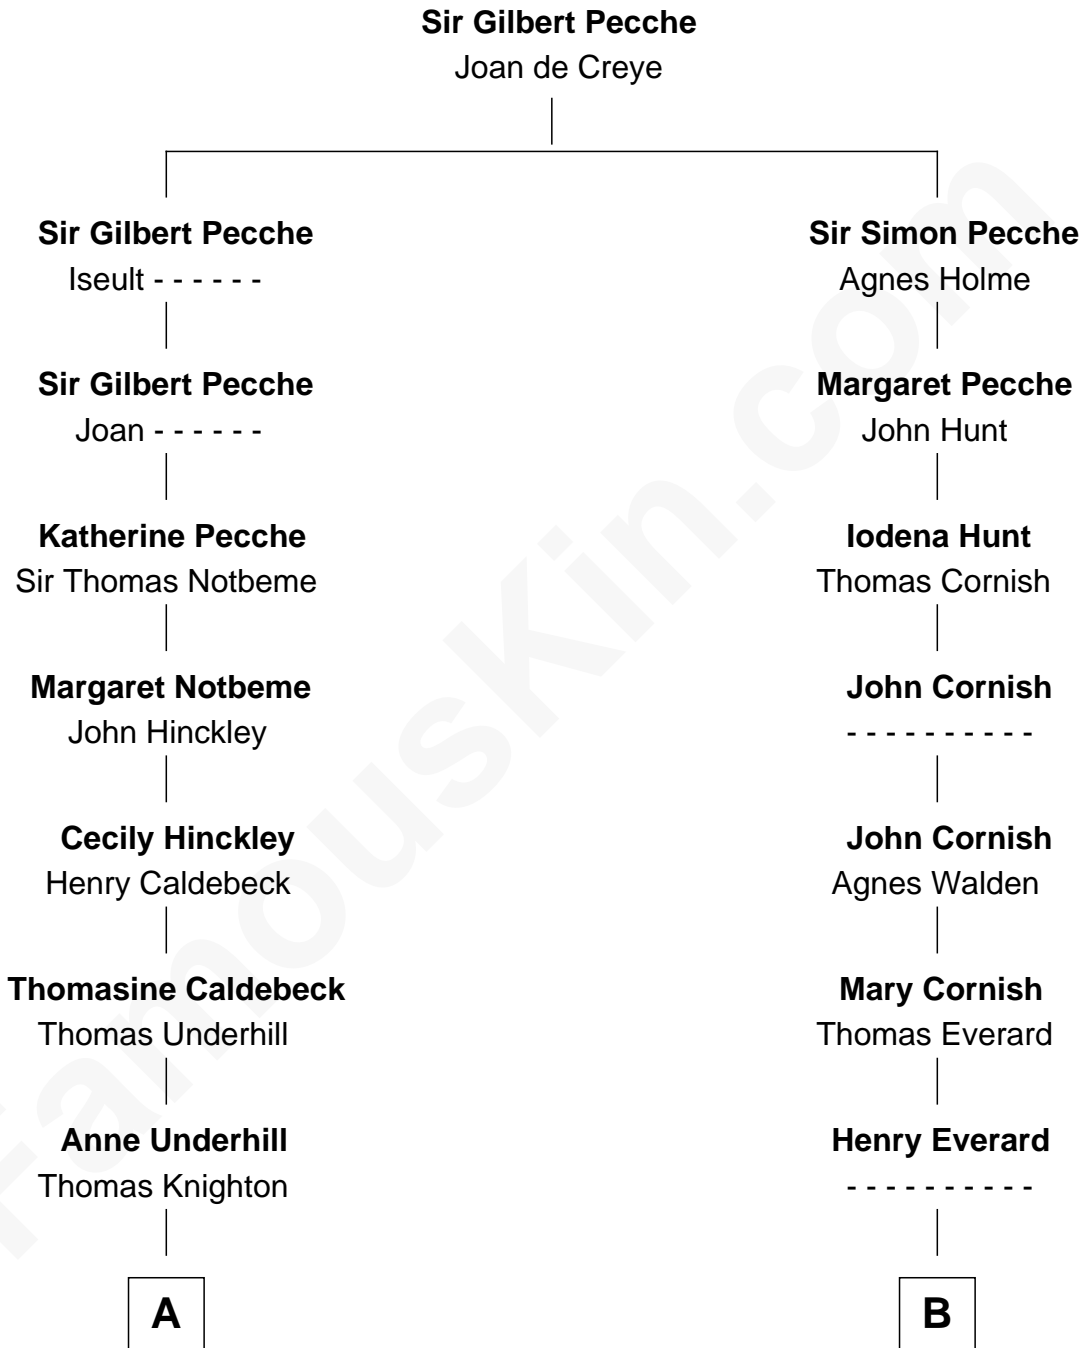 Sir Gilbert Pecche
Joan de Creye
Sir Gilbert Pecche
Iseult - - - - - -
Sir Gilbert Pecche
Joan - - - - - -
Katherine Pecche
Sir Thomas Notbeme
Margaret Notbeme
John Hinckley
Cecily Hinckley
Henry Caldebeck
Thomasine Caldebeck
Thomas Underhill
Anne Underhill
Thomas Knighton
A
Sir Simon Pecche
Agnes Holme
Margaret Pecche
John Hunt
Iodena Hunt
Thomas Cornish
John Cornish
- - - - - - - - - -
John Cornish
Agnes Walden
Mary Cornish
Thomas Everard
Henry Everard
- - - - - - - - - -
B
FamousKin.com